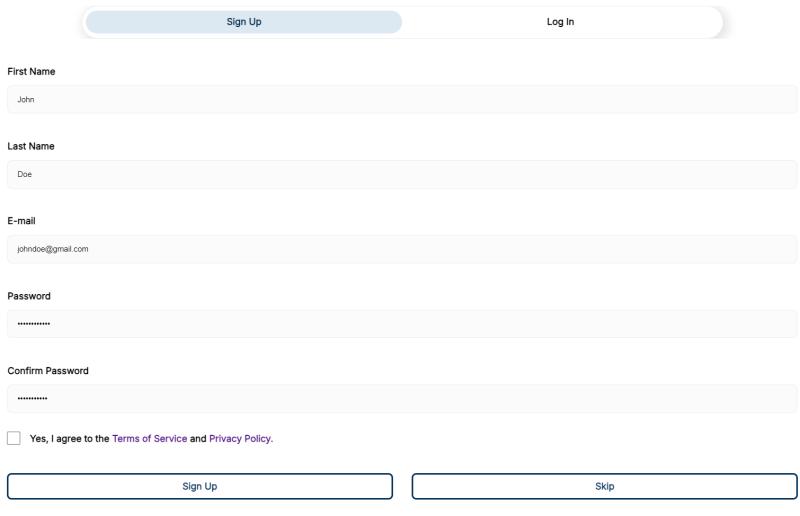 Sign Up
Log In
First Name
John
Last Name
Doe
E-mail
johndoe@gmail.com
Password
••••••••••••
Confirm Password
•••••••••••
Yes, I agree to the Terms of Service and Privacy Policy.
Sign Up
Skip